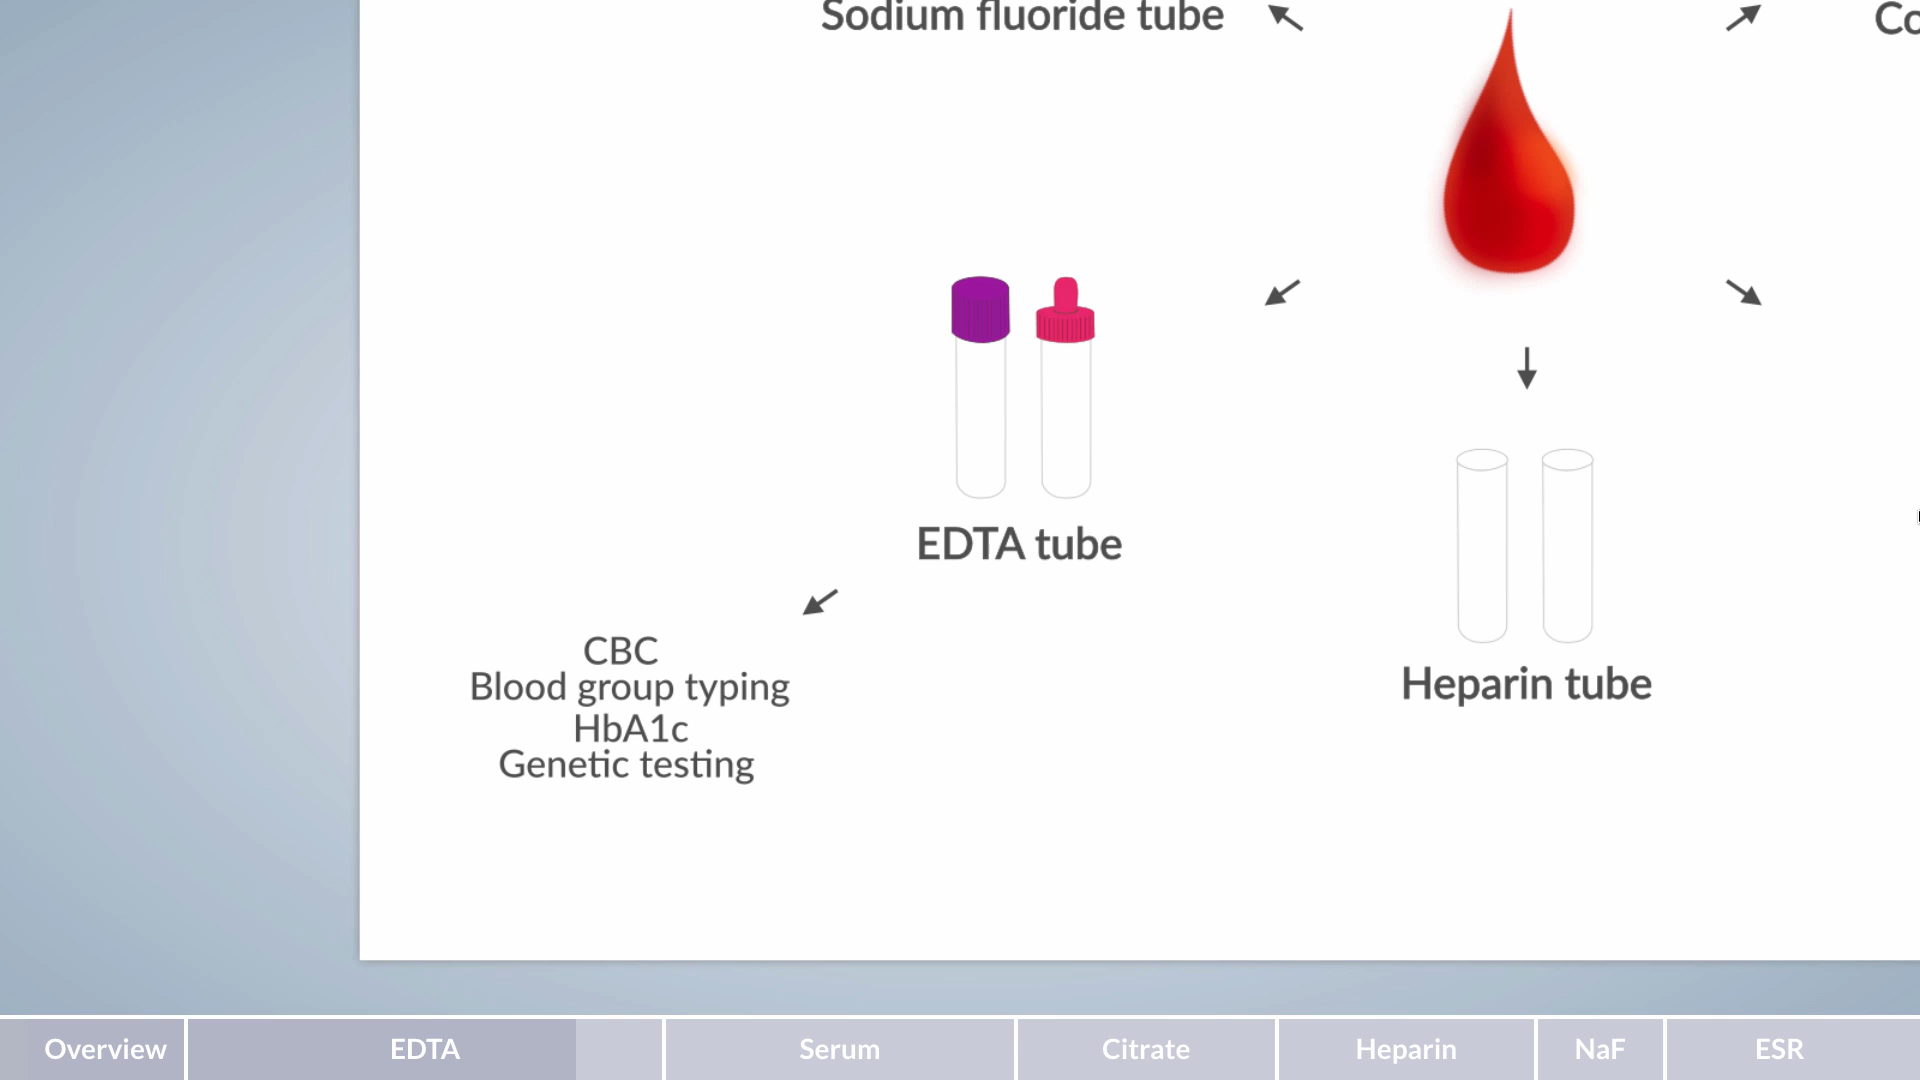 Sodium fluoride tube
Co
EDTA tube
Heparin tube
CBC
Blood group typing
HbA1c
Genetic testing
Overview
EDTA
Serum
Citrate
Heparin
NaF
ESR